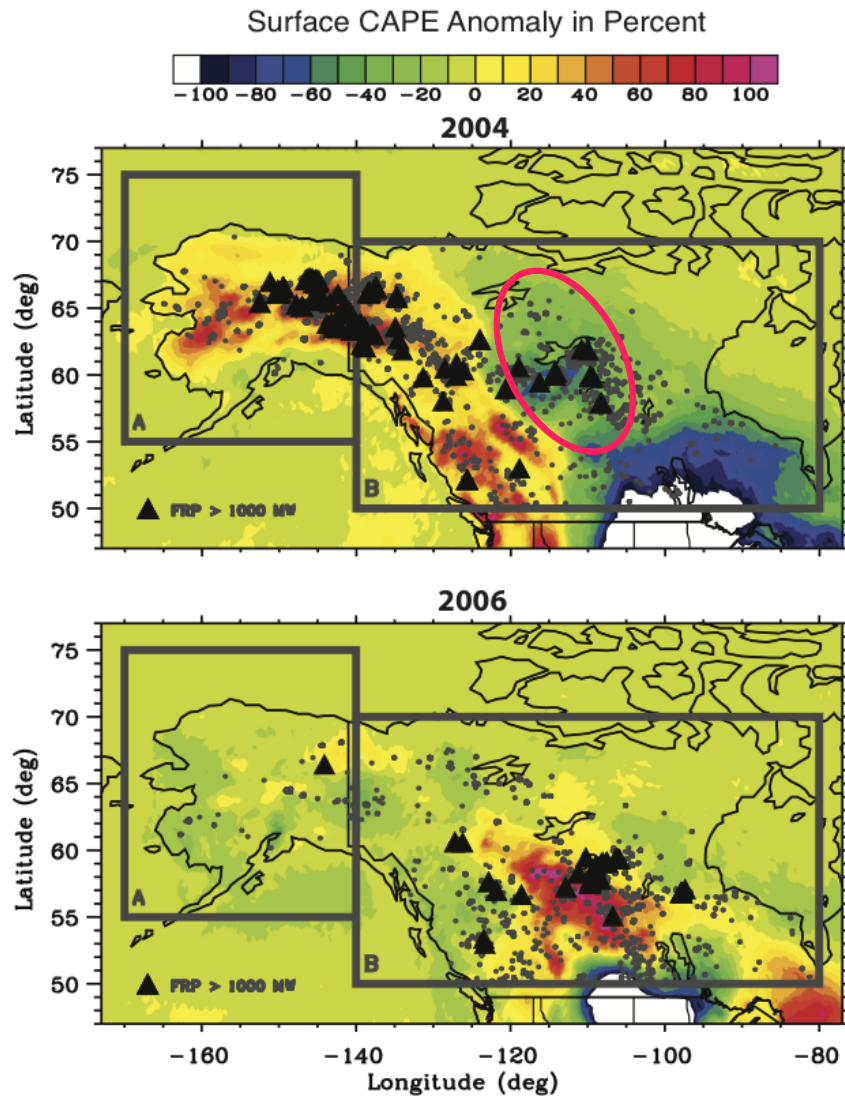 Surface CAPE Anomaly in Percent
-100 -80 -60 -40 -20 0 20 40 60 80 100
2004
75
70
65
60
55
50
Latitude (deg)
A
B
FRP > 1000 MW
2006
75
70
65
60
55
50
Latitude (deg)
A
B
FRP > 1000 MW
-160 -140 -120 -100 -80
Longitude (deg)